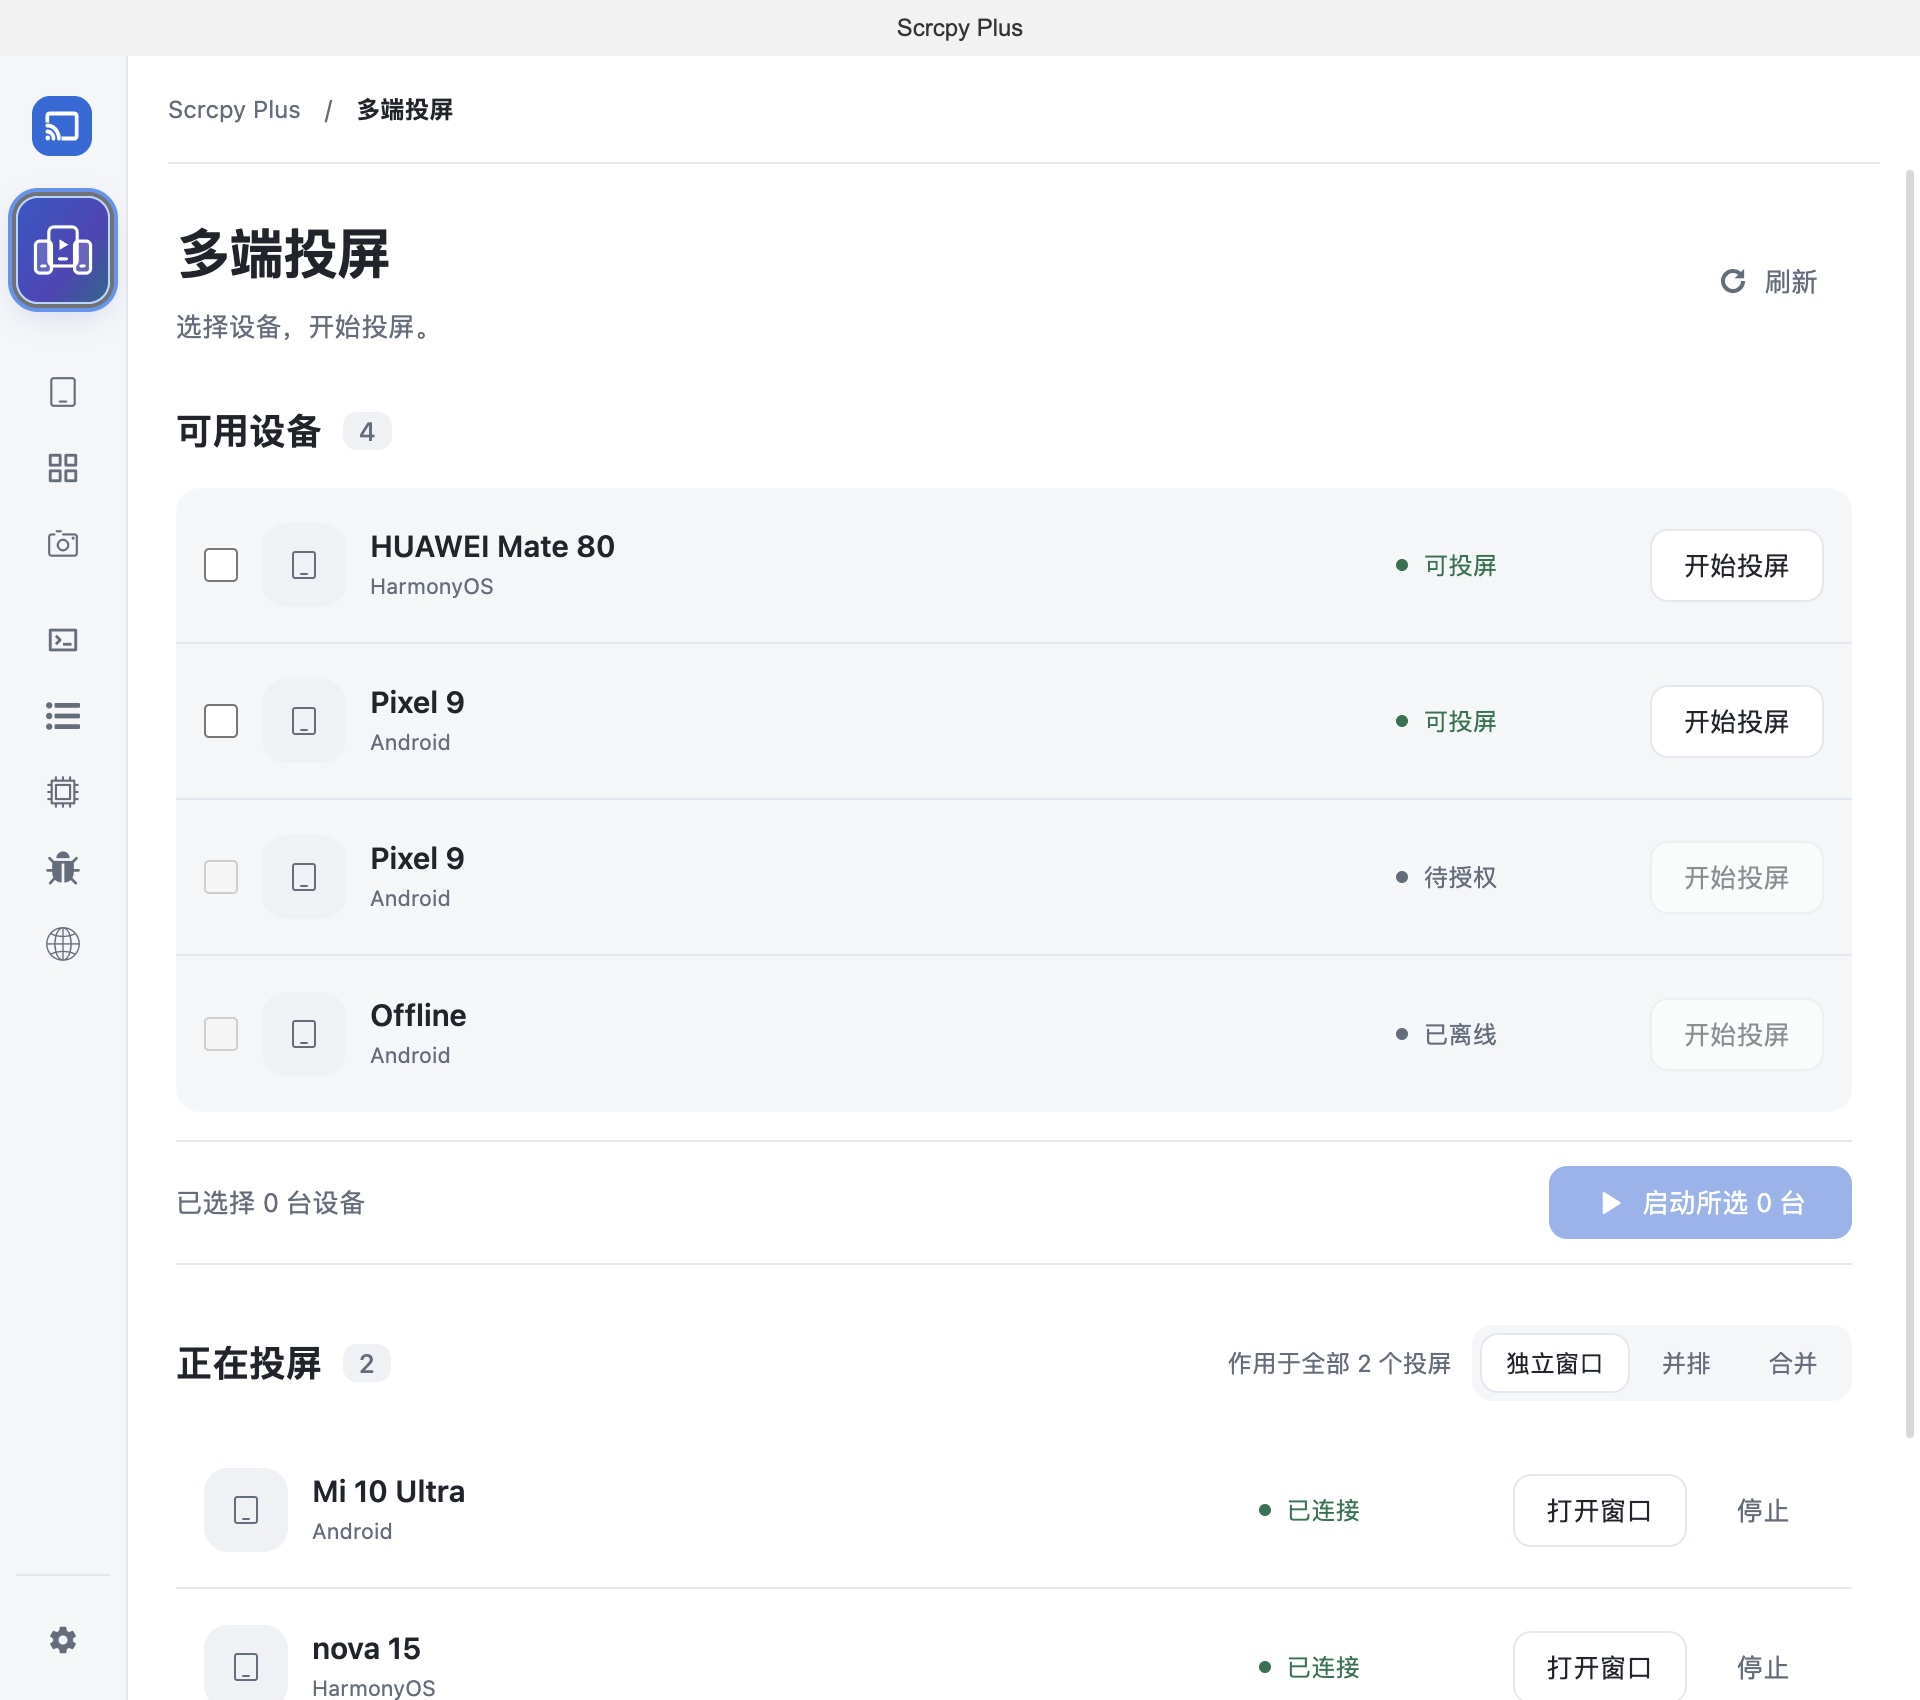 Scrcpy Plus
Scrcpy Plus / 多端投屏
多端投屏
刷新
选择设备，开始投屏。
可用设备 4
HUAWEI Mate 80
HarmonyOS
可投屏
开始投屏
Pixel 9
Android
可投屏
开始投屏
Pixel 9
Android
待授权
开始投屏
Offline
Android
已离线
开始投屏
已选择 0 台设备
启动所选 0 台
正在投屏 2
作用于全部 2 个投屏
独立窗口
并排
合并
Mi 10 Ultra
Android
已连接
打开窗口
停止
nova 15
HarmonyOS
已连接
打开窗口
停止